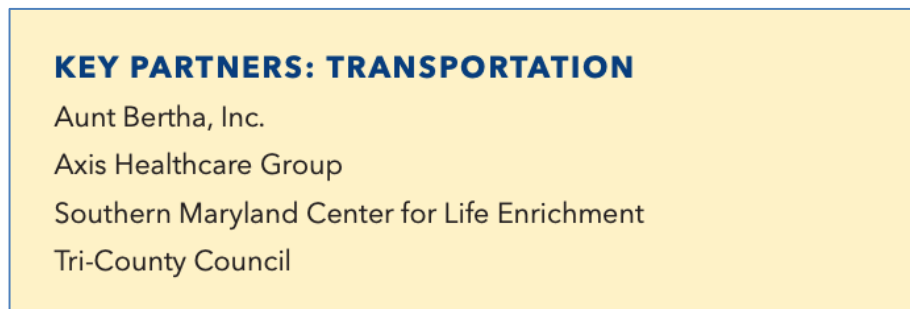 KEY PARTNERS: TRANSPORTATION
Aunt Bertha, Inc.
Axis Healthcare Group
Southern Maryland Center for Life Enrichment
Tri-County Council